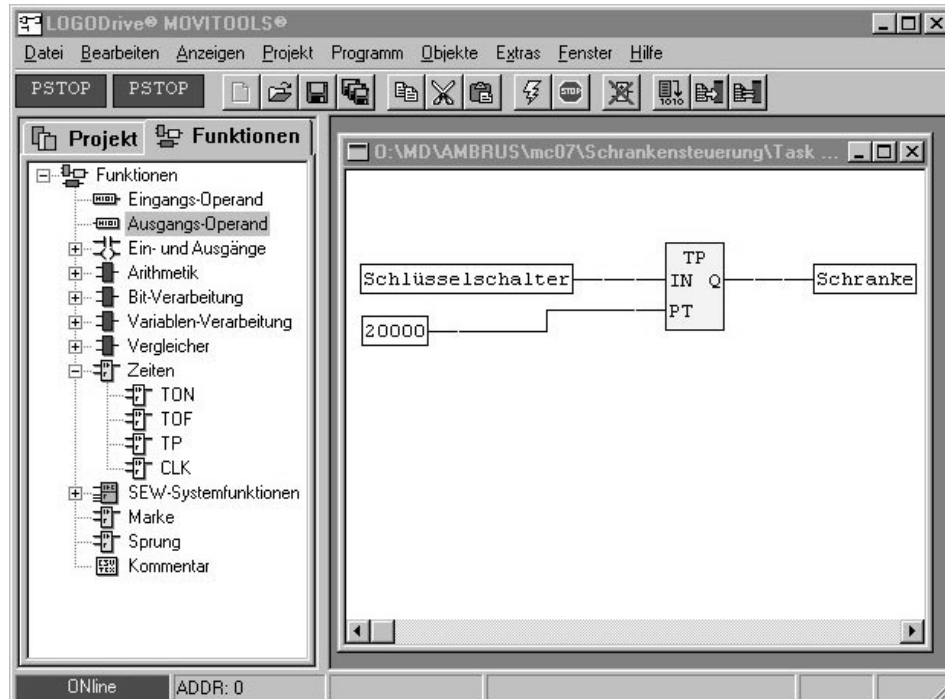 LOGODrive® MOVITOOLS®
Datei Bearbeiten Anzeigen Projekt Programm Objekte Extras Fenster Hilfe
PSTOP PSTOP STOP 1010
Projekt Funktionen
Funktionen
Eingangs-Operand
Ausgangs-Operand
Ein- und Ausgänge
Arithmetik
Bit-Verarbeitung
Variablen-Verarbeitung
Vergleicher
Zeiten
TON
TOF
TP
CLK
SEW-Systemfunktionen
Marke
Sprung
Kommentar
O:\MD\AMBRUS\mc07\Schrankensteuerung\Task ...
TP
Schlüsselschalter IN Q Schranke
20000 PT
ONline ADDR: 0